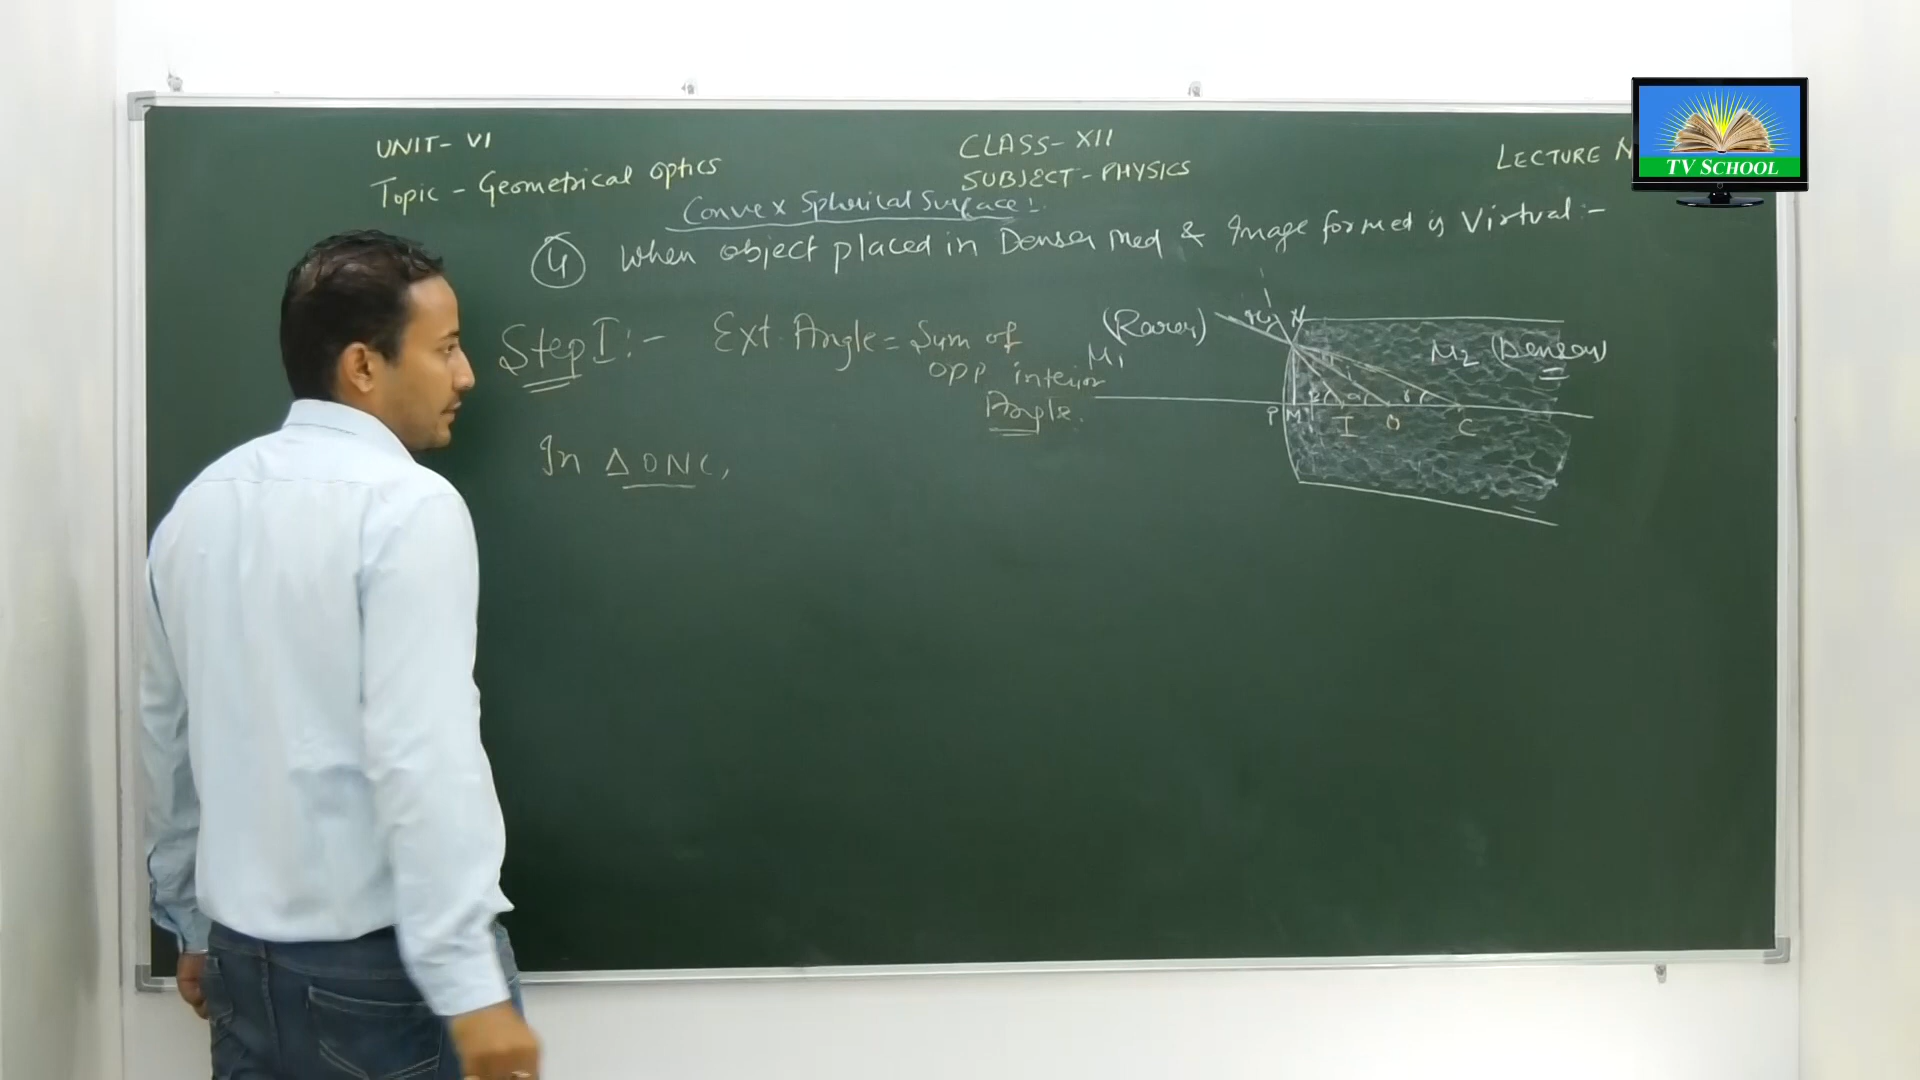 UNIT- VI
Topic - Geometrical optics
CLASS- XII
SUBJECT - PHYSICS
LECTURE N
TV SCHOOL
Convex Spherical Surface:-
④ When object placed in Denser Med & Image formed is Virtual:-
Step I:- Ext. Angle = Sum of
opp interior
Angle.
In Δ ONC,
(Rarer)
μ₁
N
μ₂ (Denser)
P M I O C